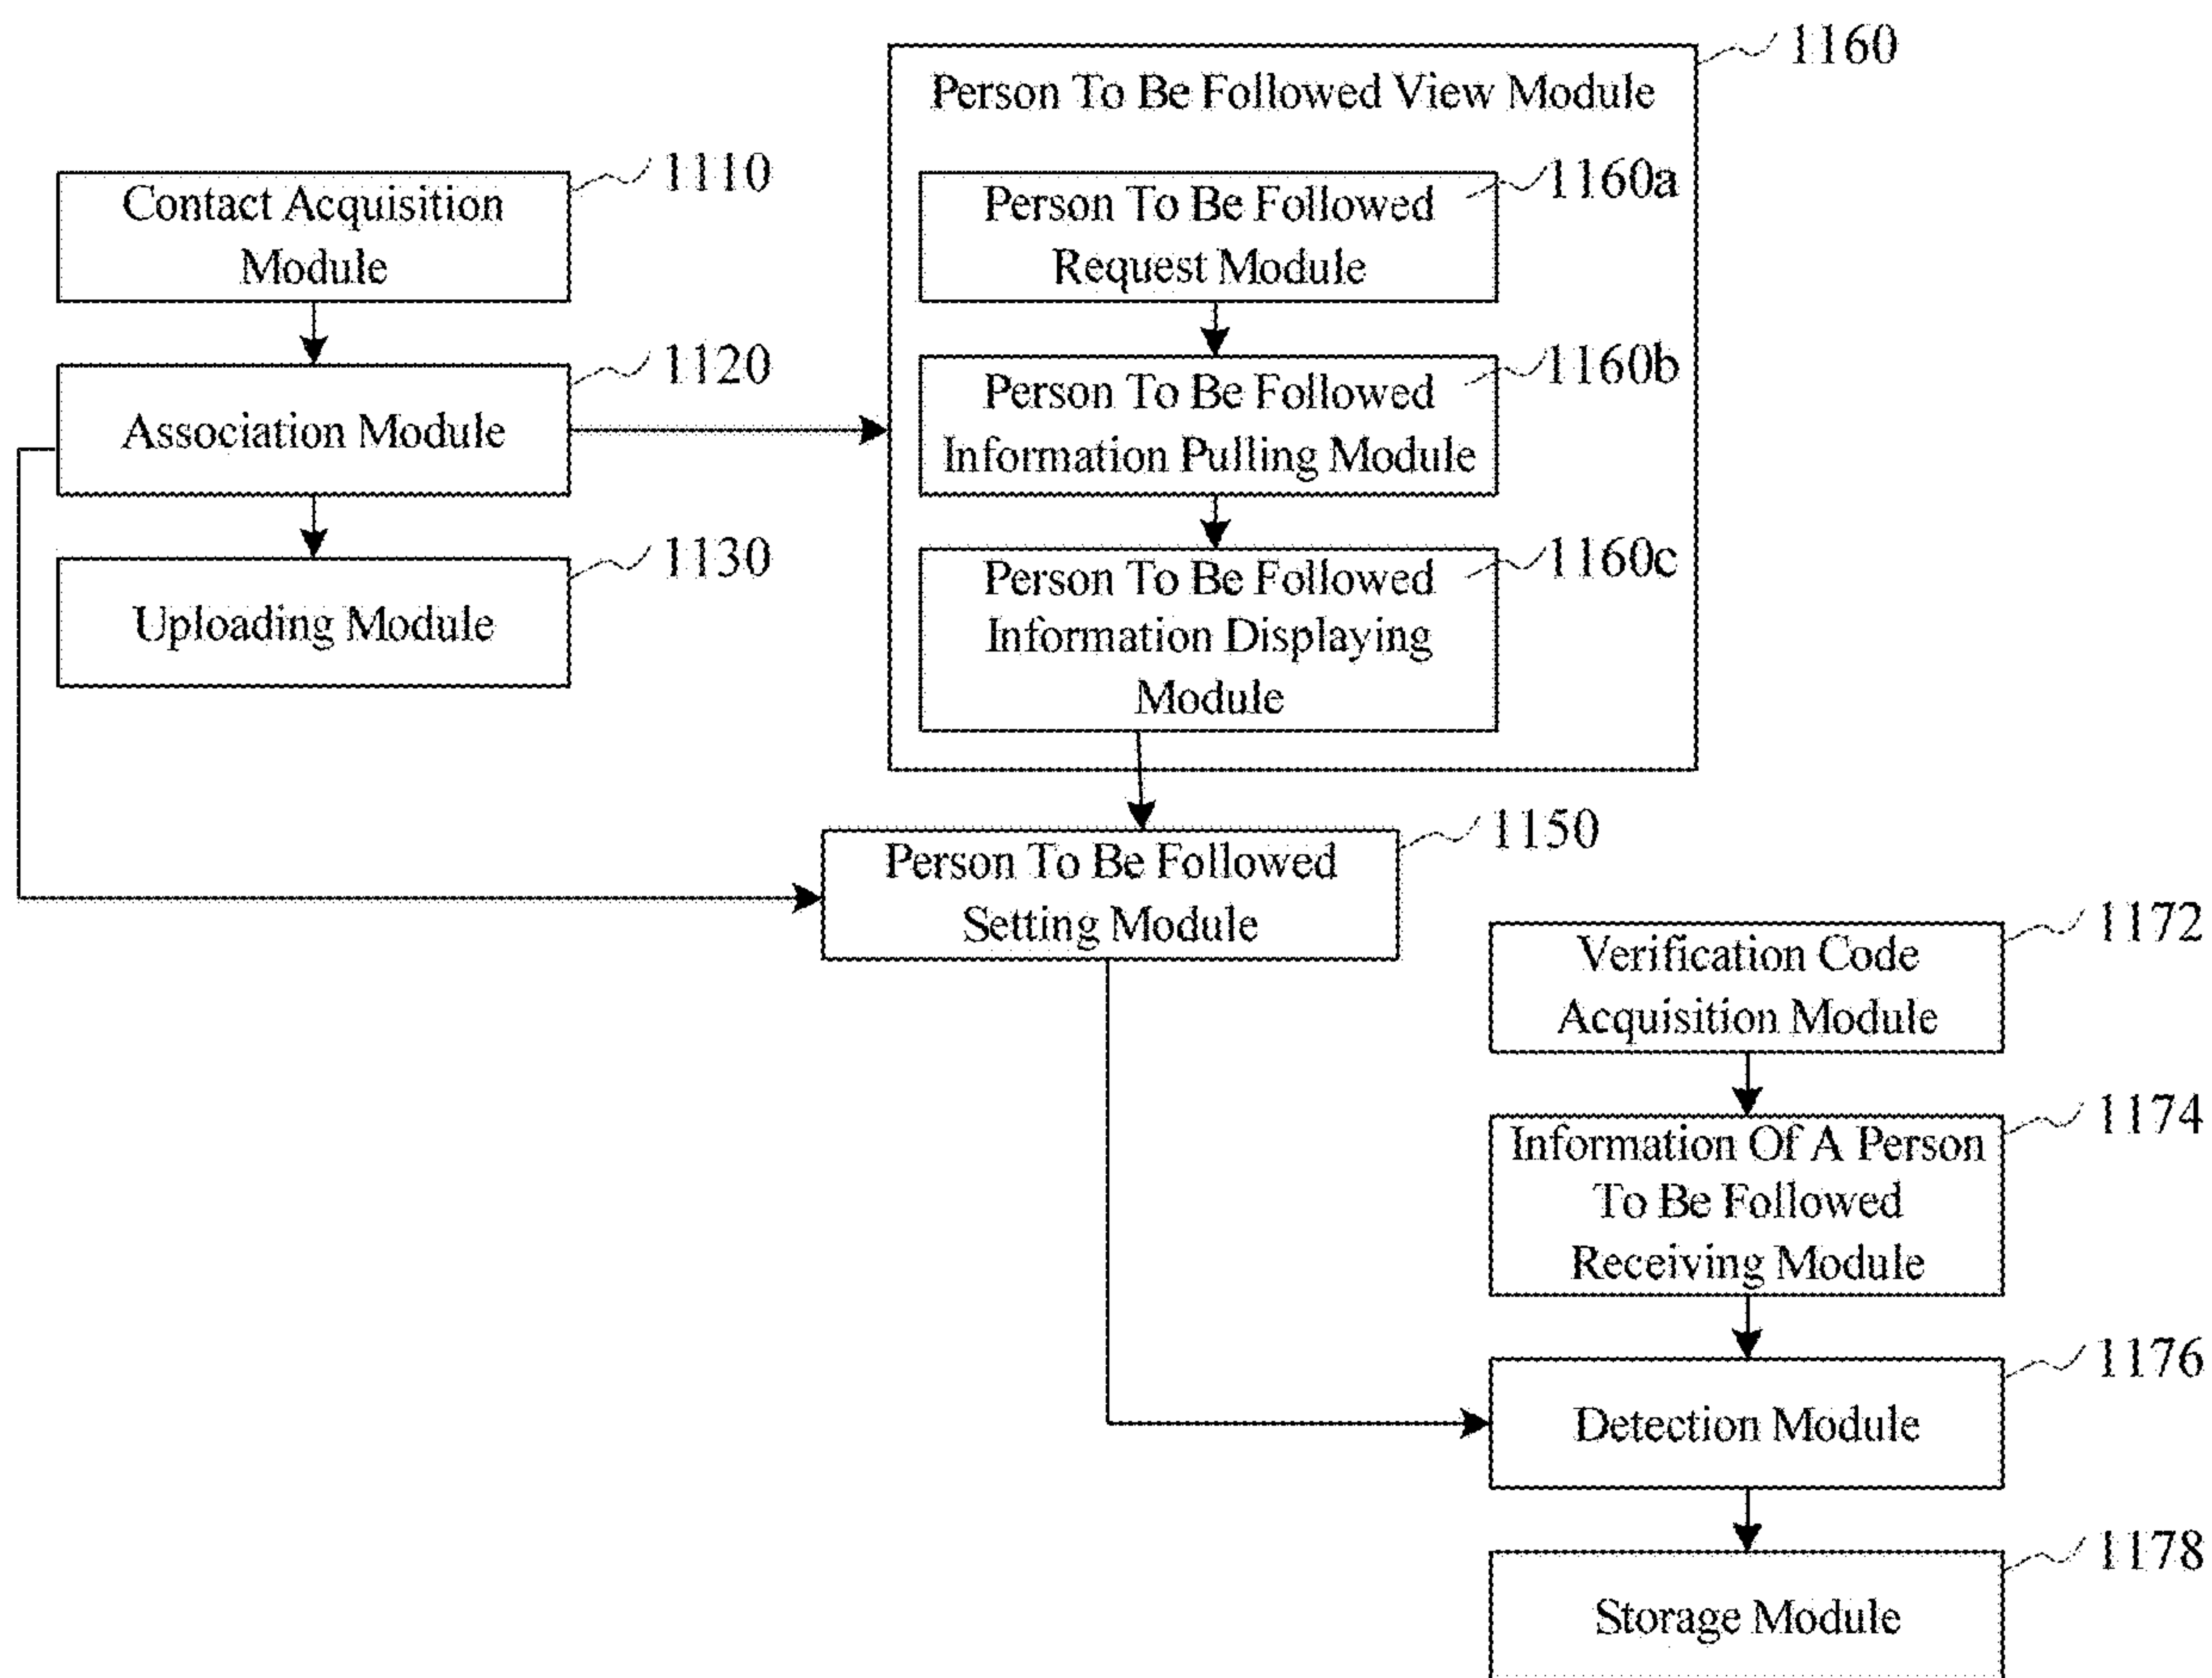 1160
Person To Be Followed View Module
1110
Contact Acquisition
Module
1160a
Person To Be Followed
Request Module
1120
Association Module
1160b
Person To Be Followed
Information Pulling Module
1130
Uploading Module
1160c
Person To Be Followed
Information Displaying
Module
1150
Person To Be Followed
Setting Module
1172
Verification Code
Acquisition Module
1174
Information Of A Person
To Be Followed
Receiving Module
1176
Detection Module
1178
Storage Module